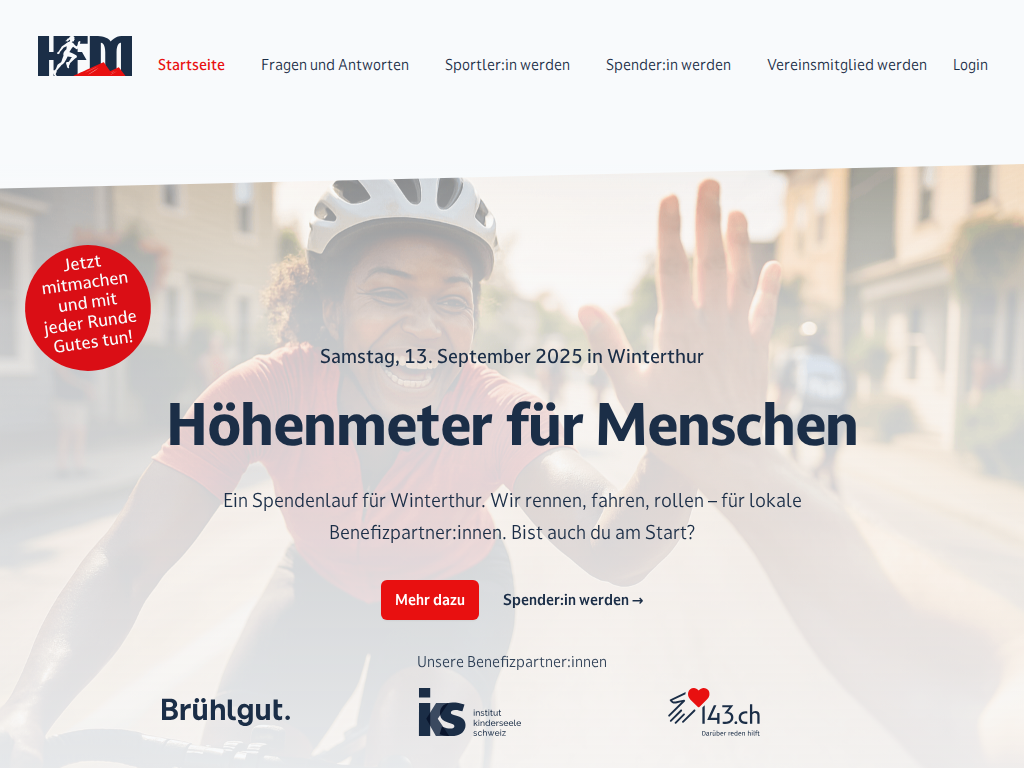 HFM
Startseite
Fragen und Antworten
Sportler:in werden
Spender:in werden
Vereinsmitglied werden
Login
Jetzt
mitmachen
und mit
jeder Runde
Gutes tun!
Samstag, 13. September 2025 in Winterthur
Höhenmeter für Menschen
Ein Spendenlauf für Winterthur. Wir rennen, fahren, rollen – für lokale
Benefizpartner:innen. Bist auch du am Start?
Mehr dazu
Spender:in werden →
Unsere Benefizpartner:innen
Brühlgut.
iks
institut
kinderseele
schweiz
143.ch
Darüber reden hilft